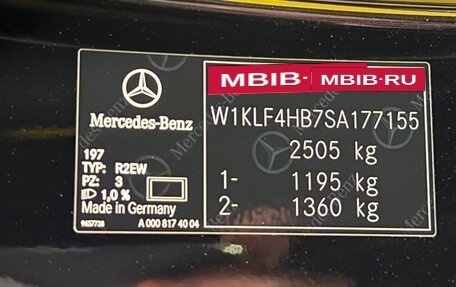 MBIB- MBIB-RU
Mercedes-Benz
W1KLF4HB7SA177155
2505 kg
1- 1195 kg
2- 1360 kg
197
TYP: R2EW
PZ: 3
1,0 %
Made in Germany
9657738 A 000 817 40 04